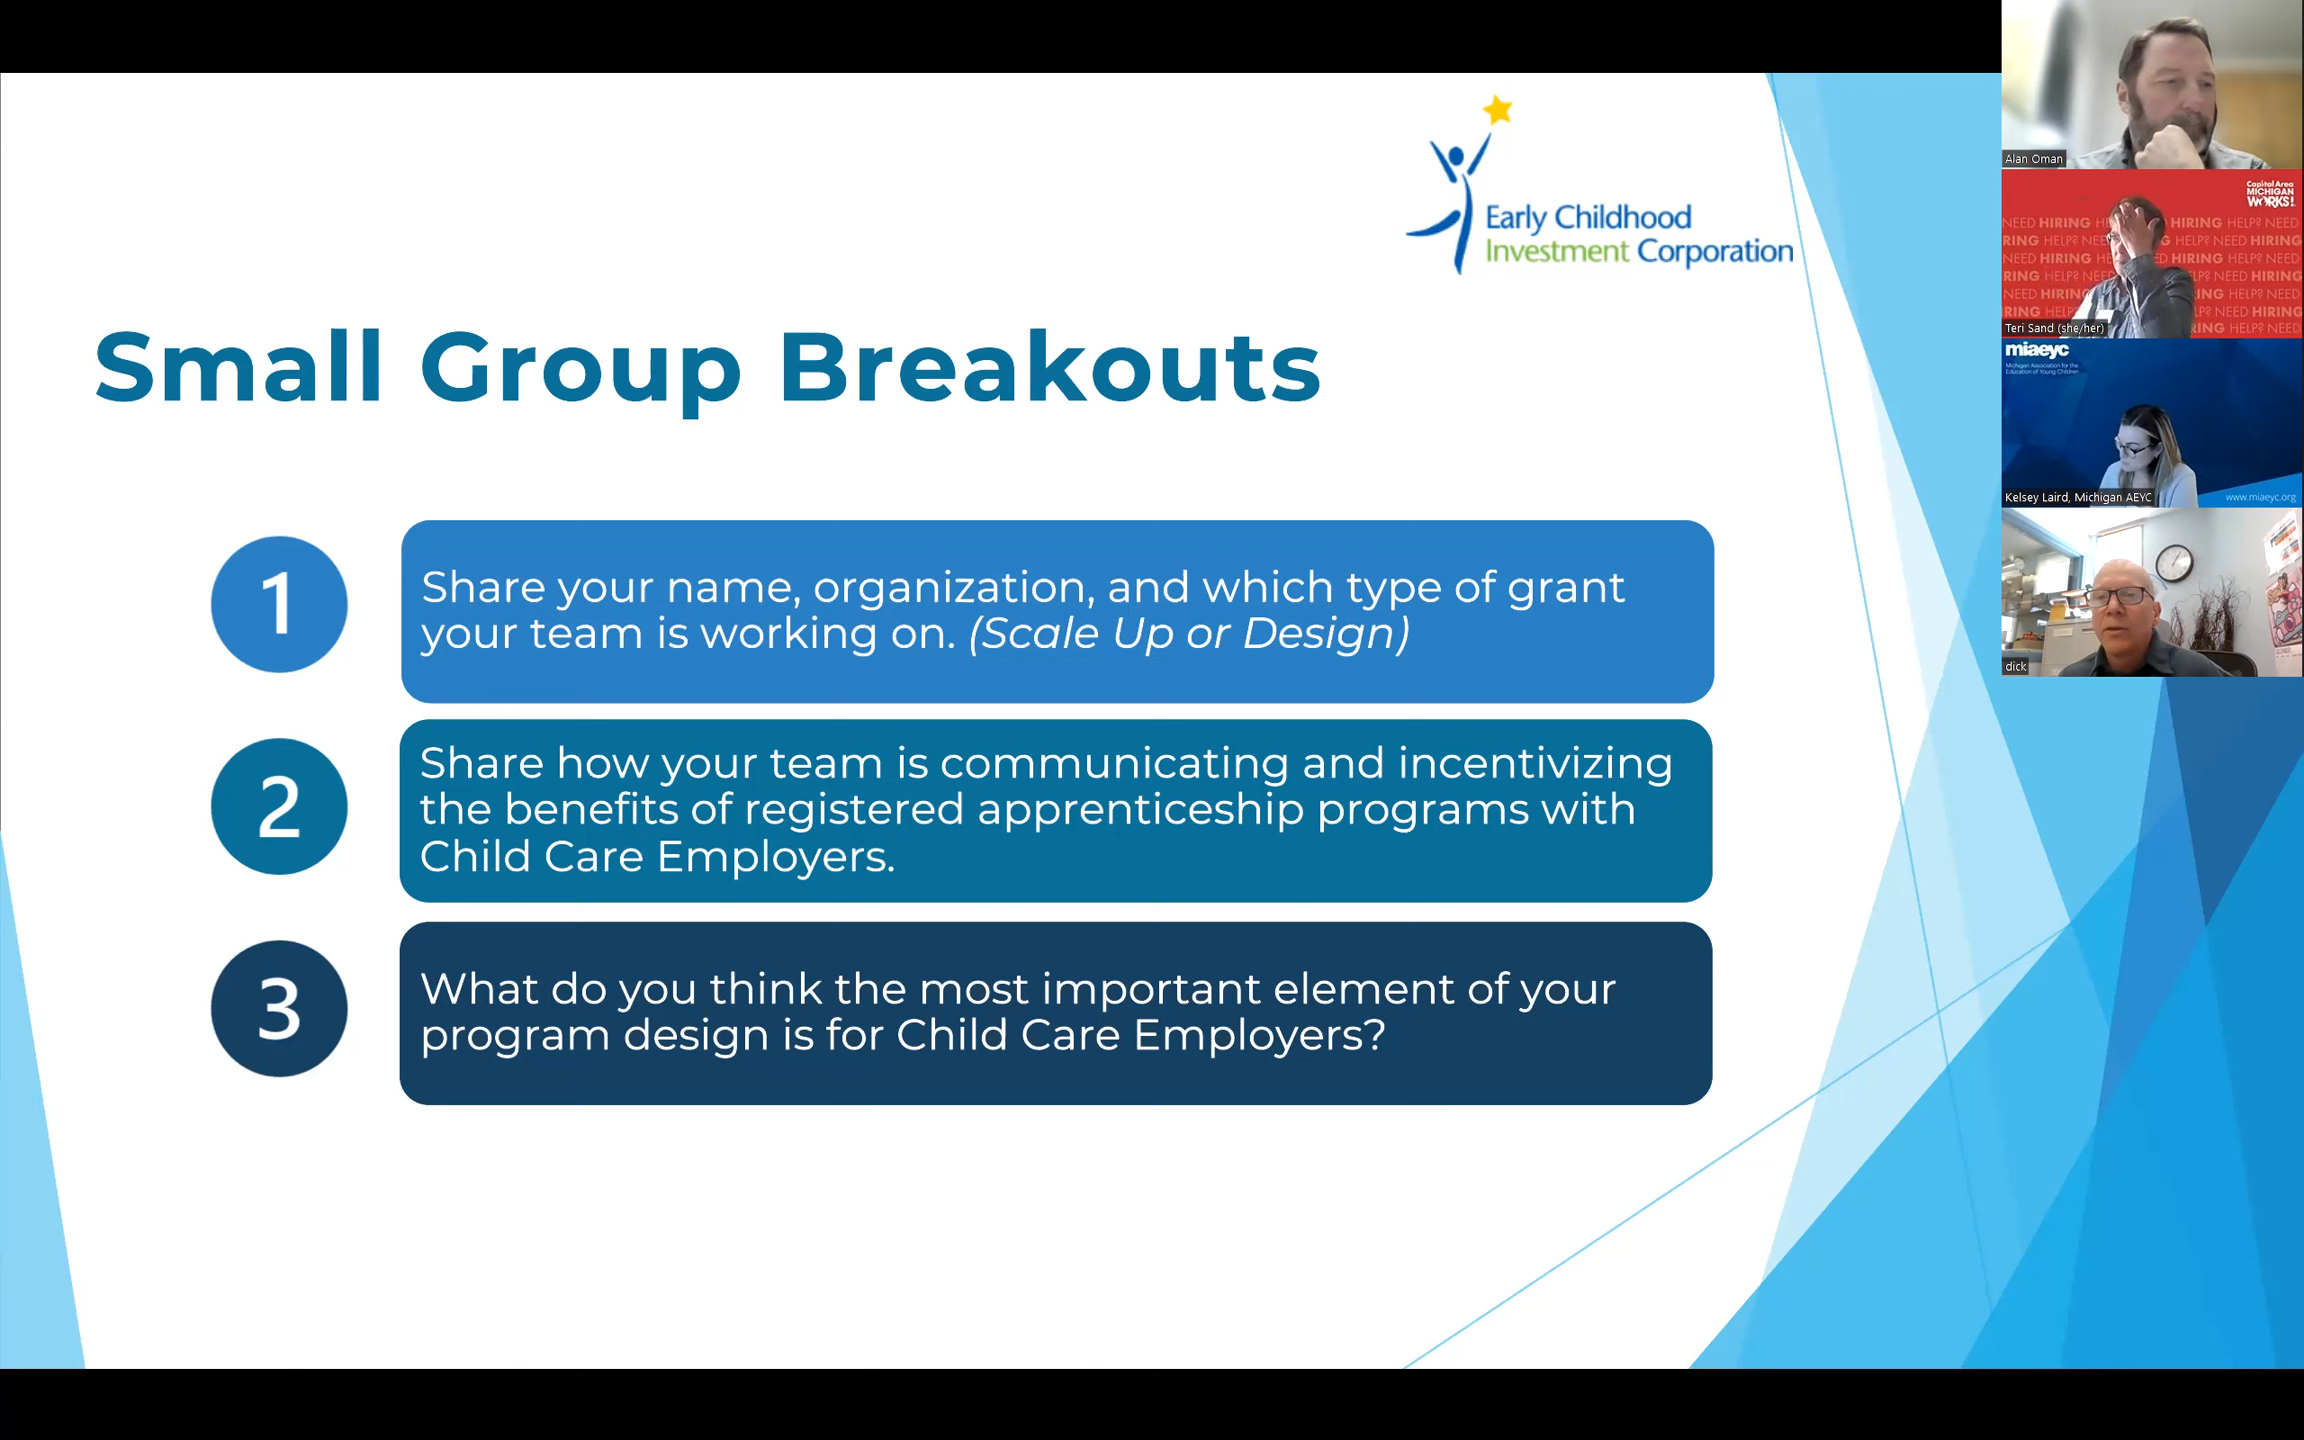 Early Childhood
Investment Corporation
Small Group Breakouts
1
Share your name, organization, and which type of grant
your team is working on. (Scale Up or Design)
2
Share how your team is communicating and incentivizing
the benefits of registered apprenticeship programs with
Child Care Employers.
3
What do you think the most important element of your
program design is for Child Care Employers?
Alan Oman
Capital Area
MICHIGAN
WORKS!
NEED HIRING HIRING HELP? NEED
RING HELP? NEED G HELP? NEED HIRING
NEED HIRING D HIRING HELP? NEED
RING HELP? NEED LP? NEED HIRING
NEED HIRING ING HELP? NEED
RING HELP? LP? NEED HIRING
Teri Sand (she/her) RING HELP? NEED
miaeyc
Michigan Association for the
Education of Young Children
Kelsey Laird, Michigan AEYC
www.miaeyc.org
dick